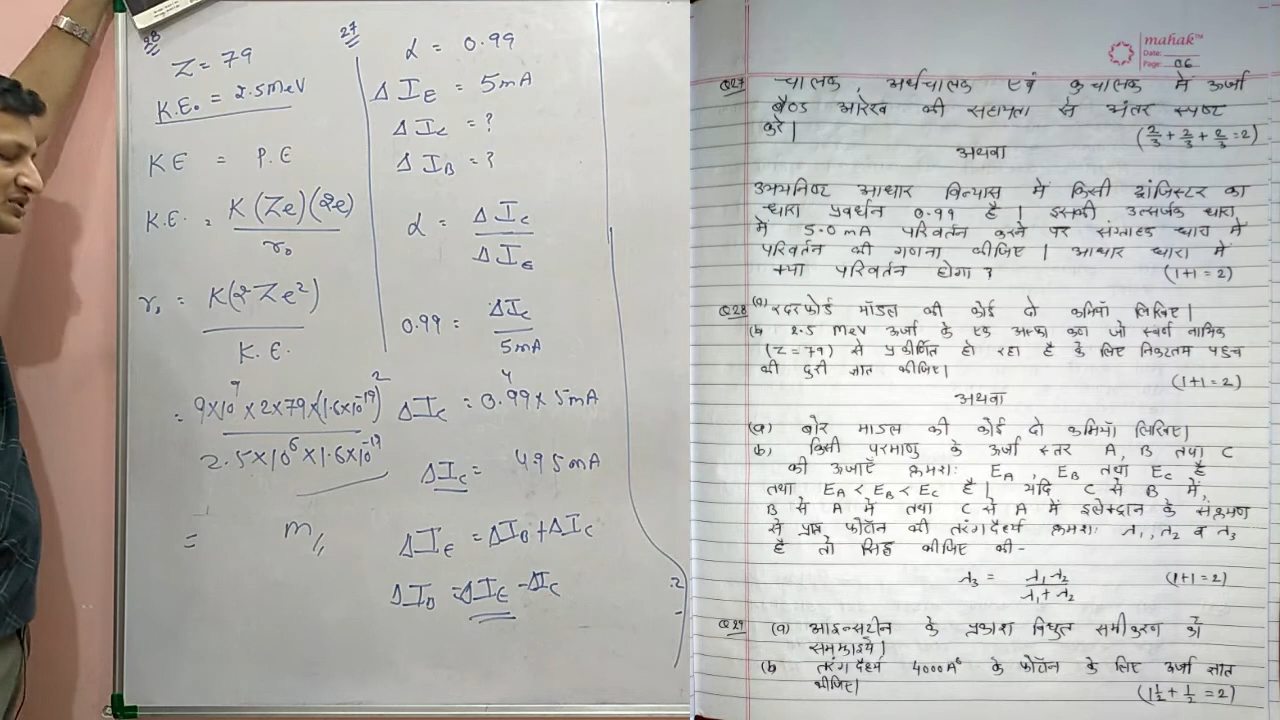 28
Z = 79
K.E. = 2.5MeV
KE = P.E
K.E. = K(Ze)(2e)
r₀
r₀ = K(2Ze²)
K.E.
= 9×10⁹×2×79×(1.6×10⁻¹⁹)²
2.5×10⁶×1.6×10⁻¹⁹
= m
27
α = 0.99
ΔI_E = 5mA
ΔI_C = ?
ΔI_B = ?
α = ΔI_C
ΔI_E
0.99 = ΔI_C
5mA
ΔI_C = 0.99 × 5mA
ΔI_C = 495mA
ΔI_E = ΔI_B + ΔI_C
ΔI_B = ΔI_E - ΔI_C
mahak™
Date:
Page: 06
Q27 चालक, अर्धचालक एवं कुचालक में ऊर्जा
बैण्ड आरेख की सहायता से अंतर स्पष्ट
करे। (2/3 + 2/3 + 2/3 = 2)
अथवा
उभयनिष्ट आधार विन्यास में किसी ट्रांजिस्टर का
धारा प्रवर्धन 0.99 है। इसकी उत्सर्जक धारा
में 5.0mA परिवर्तन करने पर संग्राहक धारा में
परिवर्तन की गणना कीजिए। आधार धारा में
क्या परिवर्तन होगा? (1+1=2)
Q28 (a) रदरफोर्ड मॉडल की कोई दो कमियाँ लिखिए।
(b) 2.5 MeV ऊर्जा के एक अल्फा कण जो स्वर्ण नाभिक
(Z=79) से प्रकीर्णित हो रहा है के लिए निकटतम पहुच
की दुरी ज्ञात कीजिए।
(1+1=2)
अथवा
(a) बोर माडल की कोई दो कमियाँ लिखिए।
(b) किसी परमाणु के ऊर्जा स्तर A, B तथा C
की ऊर्जाएँ क्रमशः E_A, E_B तथा E_C है
तथा E_A < E_B < E_C है। यदि C से B में,
B से A में तथा C से A में इलेक्ट्रान के संक्रमण
से प्राप्त फोटॉन की तरंगदैर्ध्य क्रमशः λ₁, λ₂ व λ₃
है तो सिद्ध कीजिए की-
λ₃ = λ₁λ₂ / λ₁+λ₂ (1+1=2)
Q29 (a) आइन्सटीन के प्रकाश विधुत समीकरण को
समझाइये।
(b) तरंगदैर्ध्य 4000A° के फोटॉन के लिए ऊर्जा ज्ञात
कीजिए। (1½ + ½ = 2)